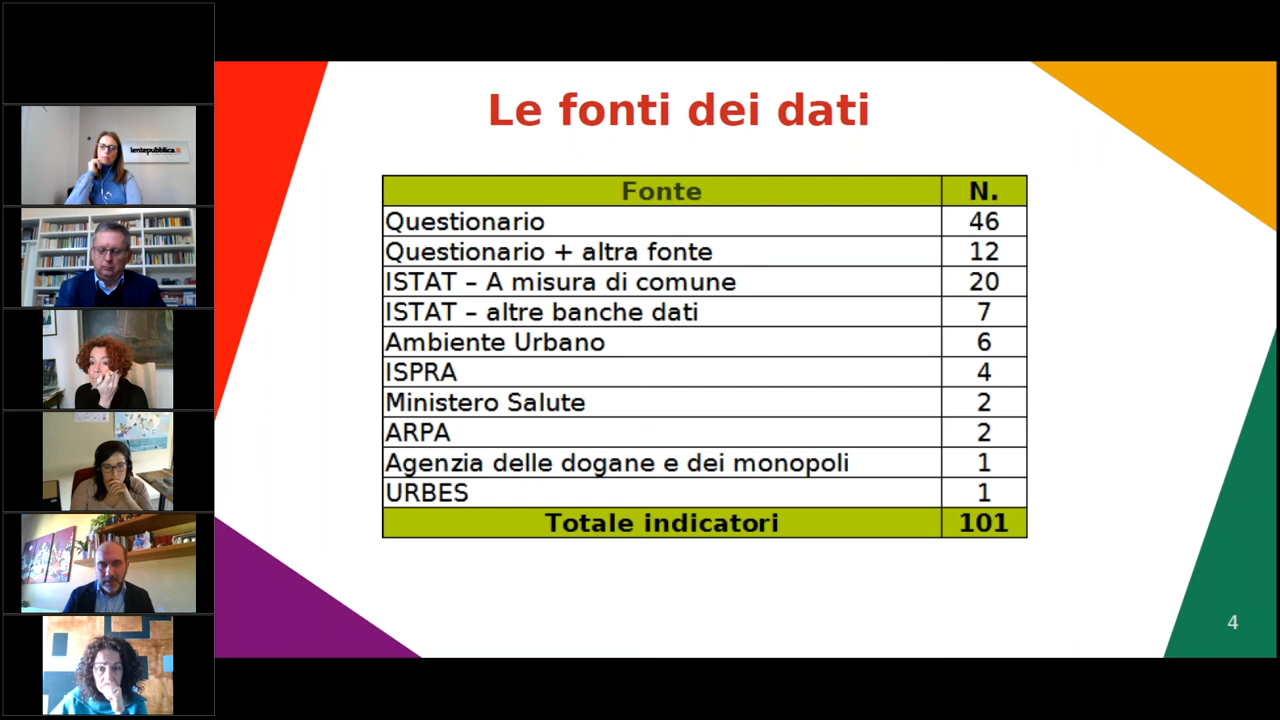 lentepubblica.it
Le fonti dei dati
Fonte N.
Questionario 46
Questionario + altra fonte 12
ISTAT – A misura di comune 20
ISTAT – altre banche dati 7
Ambiente Urbano 6
ISPRA 4
Ministero Salute 2
ARPA 2
Agenzia delle dogane e dei monopoli 1
URBES 1
Totale indicatori 101
4